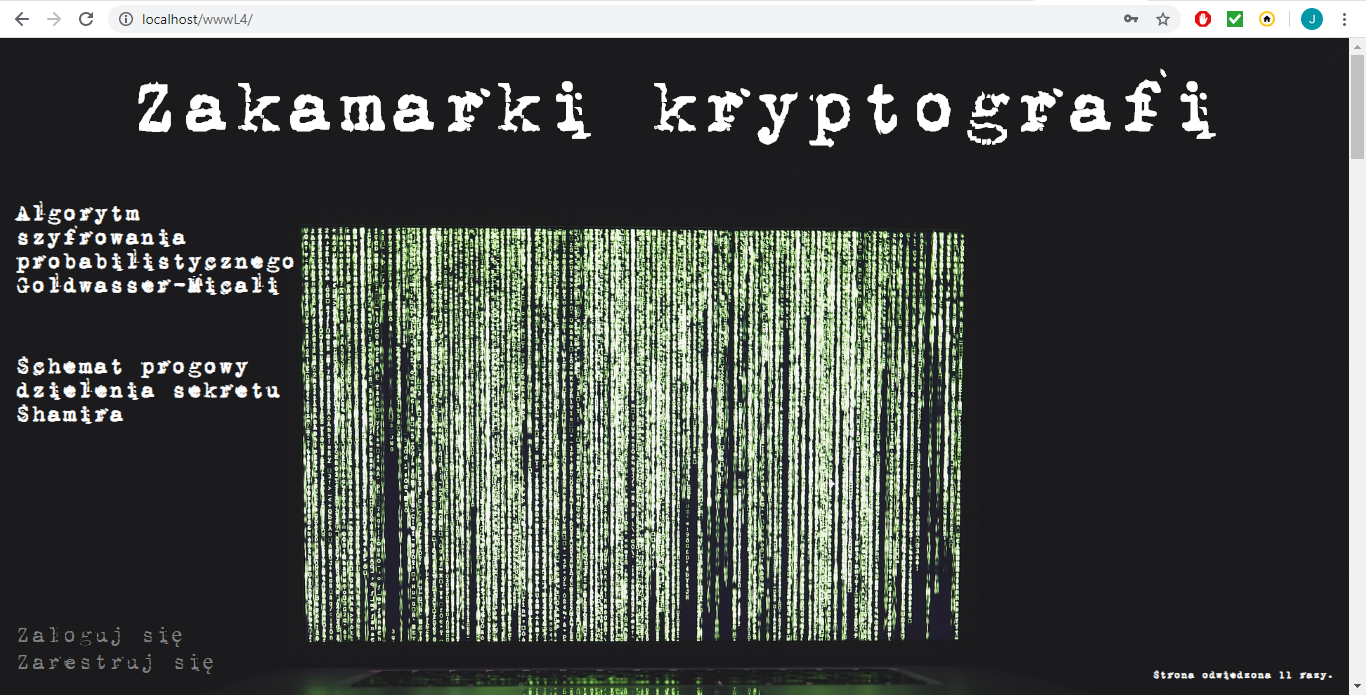 localhost/wwwL4/
J
Zakamarki kryptografi
Algorytm
szyfrowania
probabilistycznego
Goldwasser-Micali
Schemat progowy
dzielenia sekretu
Shamira
Zaloguj się
Zarestruj się
Strona odwiedzona 11 razy.